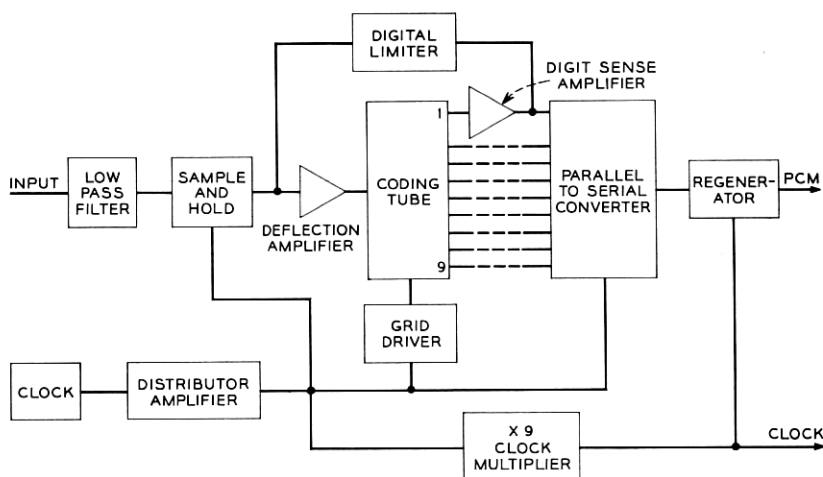 DIGITAL
LIMITER
DIGIT SENSE
AMPLIFIER
1
INPUT
LOW
PASS
FILTER
SAMPLE
AND
HOLD
DEFLECTION
AMPLIFIER
CODING
TUBE
9
PARALLEL
TO SERIAL
CONVERTER
REGENER-
ATOR
PCM
GRID
DRIVER
CLOCK
DISTRIBUTOR
AMPLIFIER
X 9
CLOCK
MULTIPLIER
CLOCK